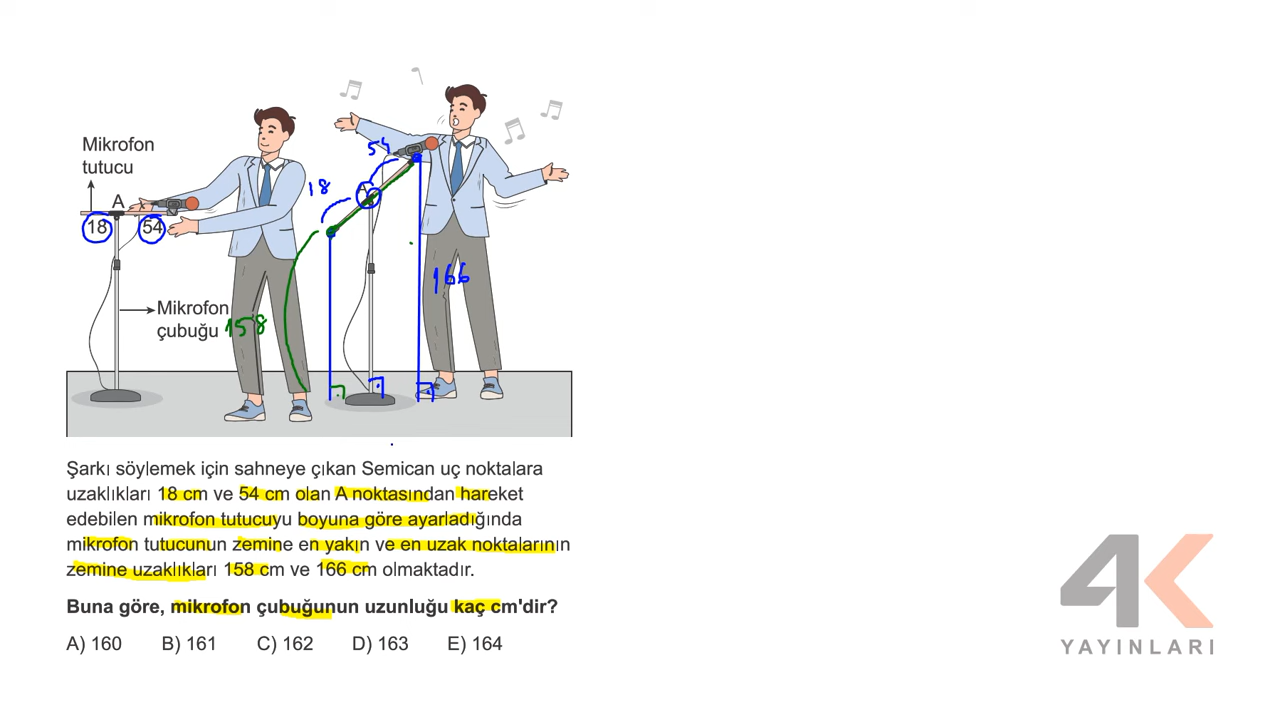 Mikrofon
tutucu
A
18
54
Mikrofon
çubuğu
158
18
54
A
166
Şarkı söylemek için sahneye çıkan Semican uç noktalara
uzaklıkları 18 cm ve 54 cm olan A noktasından hareket
edebilen mikrofon tutucuyu boyuna göre ayarladığında
mikrofon tutucunun zemine en yakın ve en uzak noktalarının
zemine uzaklıkları 158 cm ve 166 cm olmaktadır.
Buna göre, mikrofon çubuğunun uzunluğu kaç cm'dir?
A) 160 B) 161 C) 162 D) 163 E) 164
4K
YAYINLARI